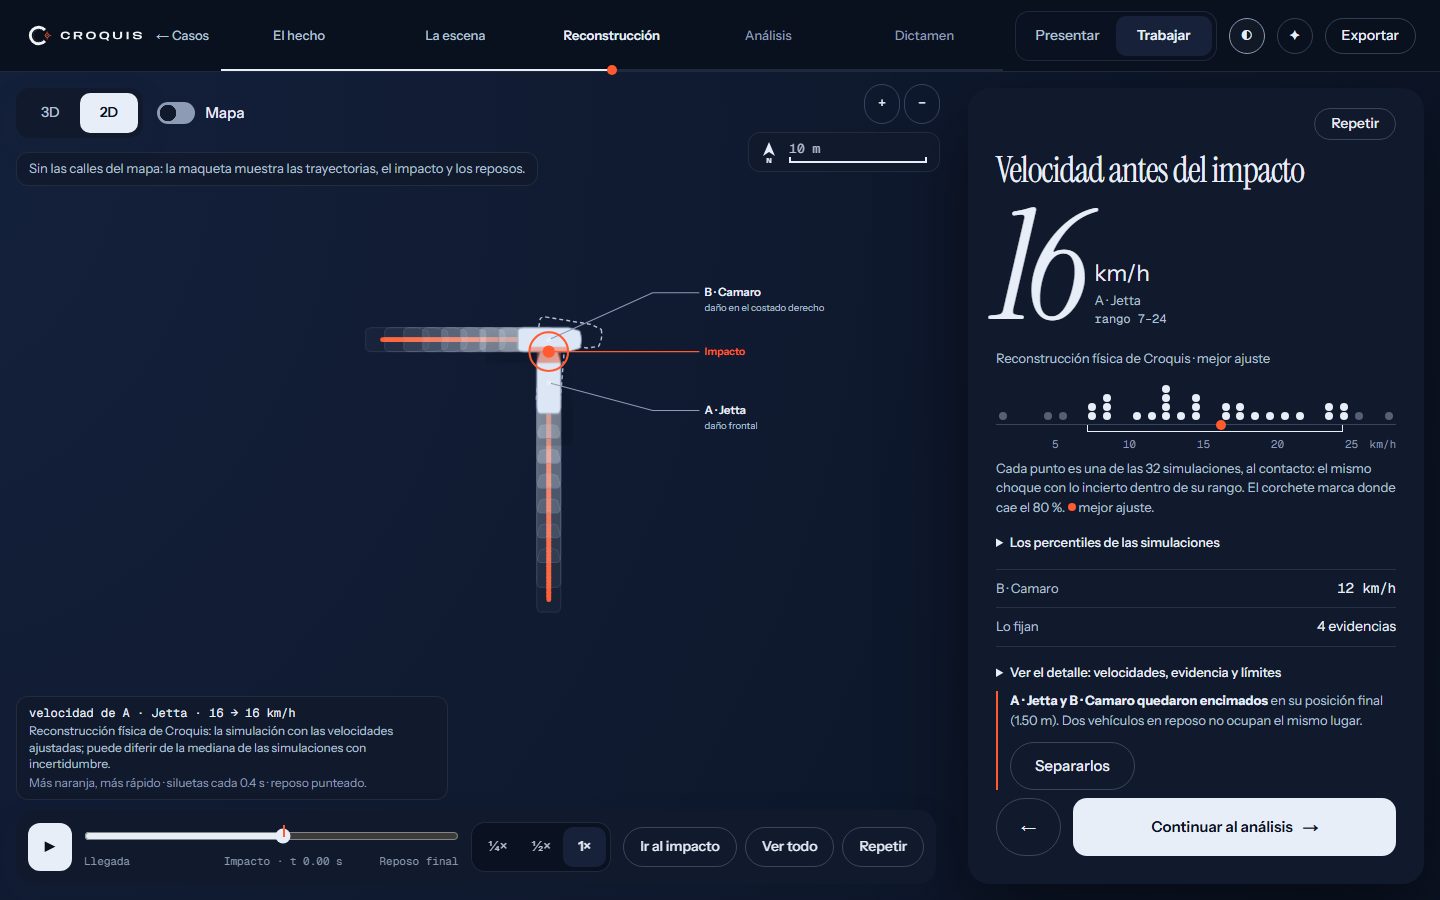 CROQUIS
← Casos
El hecho
La escena
Reconstrucción
Análisis
Dictamen
Presentar
Trabajar
Exportar
3D
2D
Mapa
+
−
Sin las calles del mapa: la maqueta muestra las trayectorias, el impacto y los reposos.
N
10 m
B · Camaro
daño en el costado derecho
Impacto
A · Jetta
daño frontal
velocidad de A · Jetta · 16 → 16 km/h
Reconstrucción física de Croquis: la simulación con las velocidades
ajustadas; puede diferir de la mediana de las simulaciones con
incertidumbre.
Más naranja, más rápido · siluetas cada 0.4 s · reposo punteado.
Llegada
Impacto · t 0.00 s
Reposo final
¼×
½×
1×
Ir al impacto
Ver todo
Repetir
Repetir
Velocidad antes del impacto
16
km/h
A · Jetta
rango 7–24
Reconstrucción física de Croquis · mejor ajuste
5
10
15
20
25
km/h
Cada punto es una de las 32 simulaciones, al contacto: el mismo
choque con lo incierto dentro de su rango. El corchete marca donde
cae el 80 %. mejor ajuste.
Los percentiles de las simulaciones
B · Camaro
12 km/h
Lo fijan
4 evidencias
Ver el detalle: velocidades, evidencia y límites
A · Jetta y B · Camaro quedaron encimados en su posición final
(1.50 m). Dos vehículos en reposo no ocupan el mismo lugar.
Separarlos
←
Continuar al análisis →